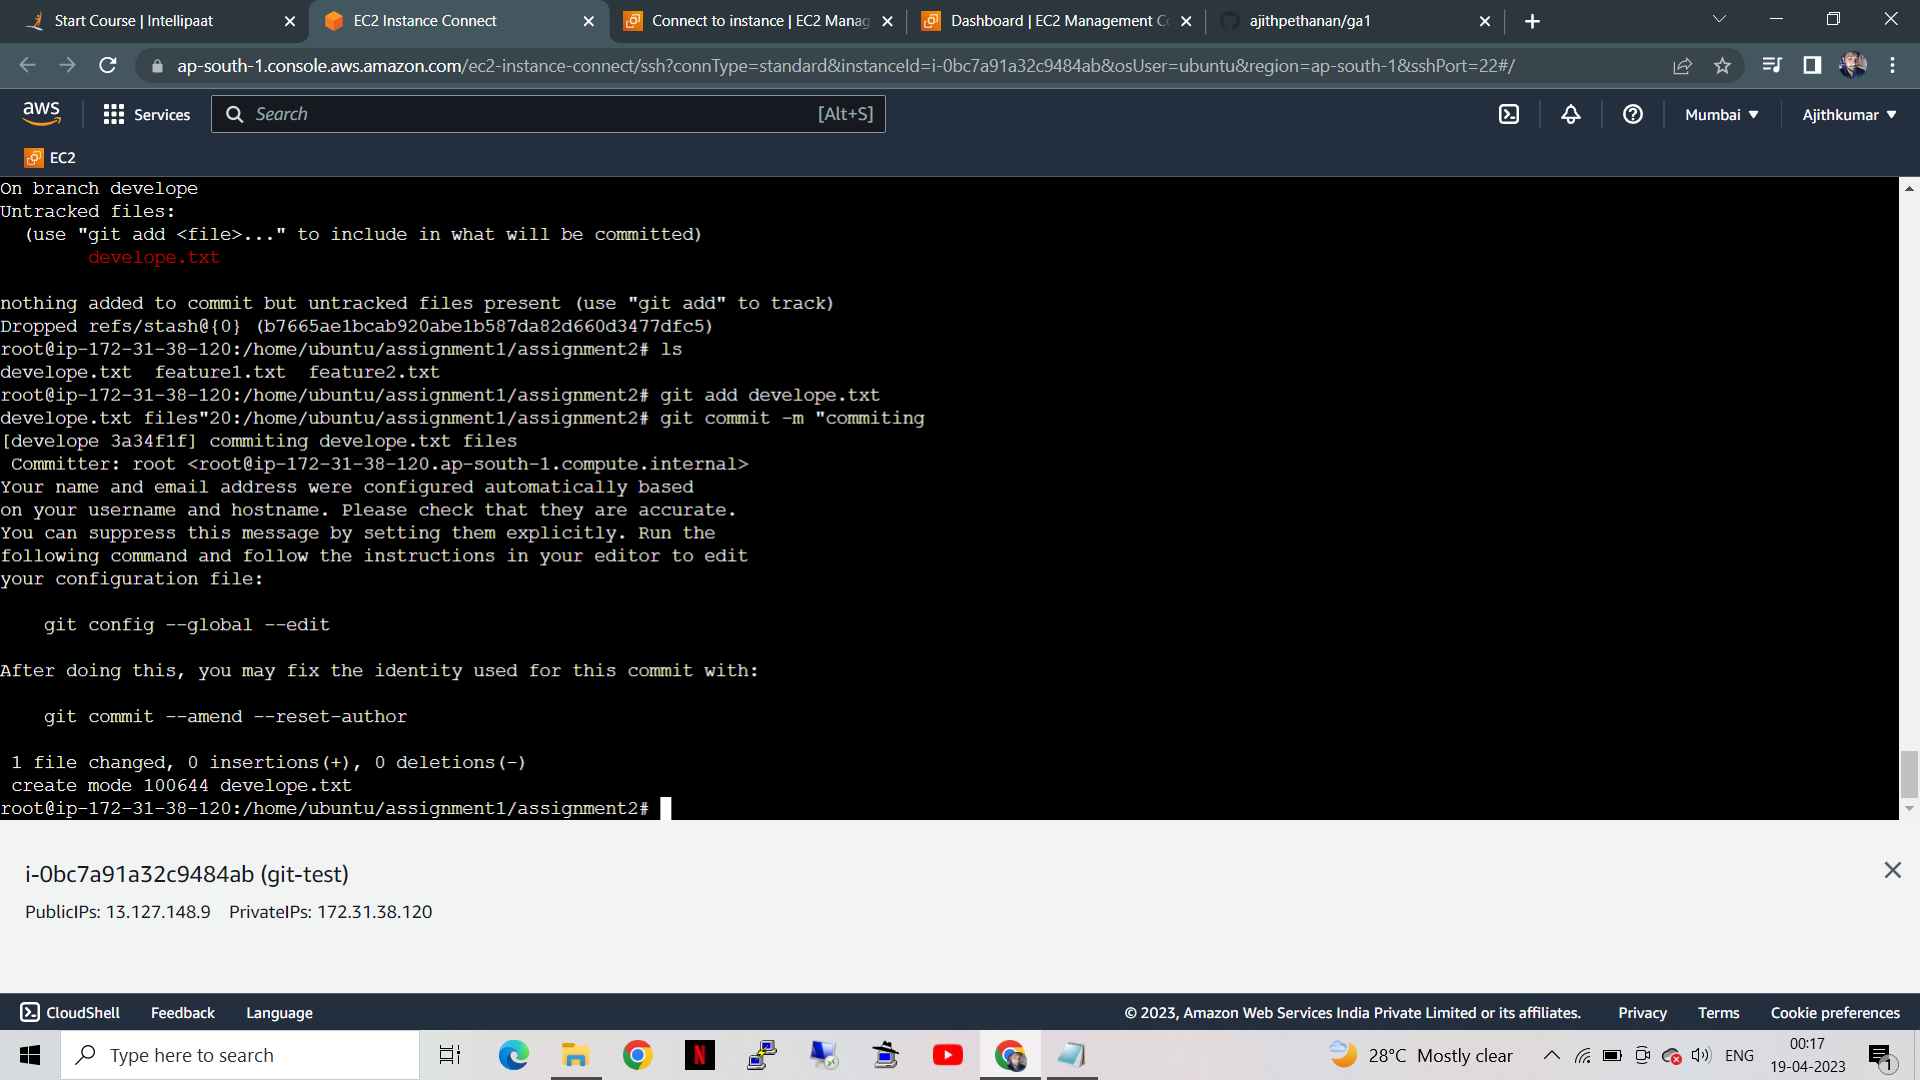 Start Course | Intellipaat
EC2 Instance Connect
Connect to instance | EC2 Manag
Dashboard | EC2 Management Co
ajithpethanan/ga1
ap-south-1.console.aws.amazon.com/ec2-instance-connect/ssh?connType=standard&instanceId=i-0bc7a91a32c9484ab&osUser=ubuntu&region=ap-south-1&sshPort=22#/
aws
Services
Search
[Alt+S]
Mumbai
Ajithkumar
EC2
On branch develope
Untracked files:
  (use "git add <file>..." to include in what will be committed)
        develope.txt
nothing added to commit but untracked files present (use "git add" to track)
Dropped refs/stash@{0} (b7665ae1bcab920abe1b587da82d660d3477dfc5)
root@ip-172-31-38-120:/home/ubuntu/assignment1/assignment2# ls
develope.txt  feature1.txt  feature2.txt
root@ip-172-31-38-120:/home/ubuntu/assignment1/assignment2# git add develope.txt
develope.txt files"20:/home/ubuntu/assignment1/assignment2# git commit -m "commiting
[develope 3a34f1f] commiting develope.txt files
 Committer: root <root@ip-172-31-38-120.ap-south-1.compute.internal>
Your name and email address were configured automatically based
on your username and hostname. Please check that they are accurate.
You can suppress this message by setting them explicitly. Run the
following command and follow the instructions in your editor to edit
your configuration file:
    git config --global --edit
After doing this, you may fix the identity used for this commit with:
    git commit --amend --reset-author
 1 file changed, 0 insertions(+), 0 deletions(-)
 create mode 100644 develope.txt
root@ip-172-31-38-120:/home/ubuntu/assignment1/assignment2#
i-0bc7a91a32c9484ab (git-test)
PublicIPs: 13.127.148.9    PrivateIPs: 172.31.38.120
CloudShell
Feedback
Language
© 2023, Amazon Web Services India Private Limited or its affiliates.
Privacy
Terms
Cookie preferences
Type here to search
N
28°C  Mostly clear
ENG
00:17
19-04-2023
1